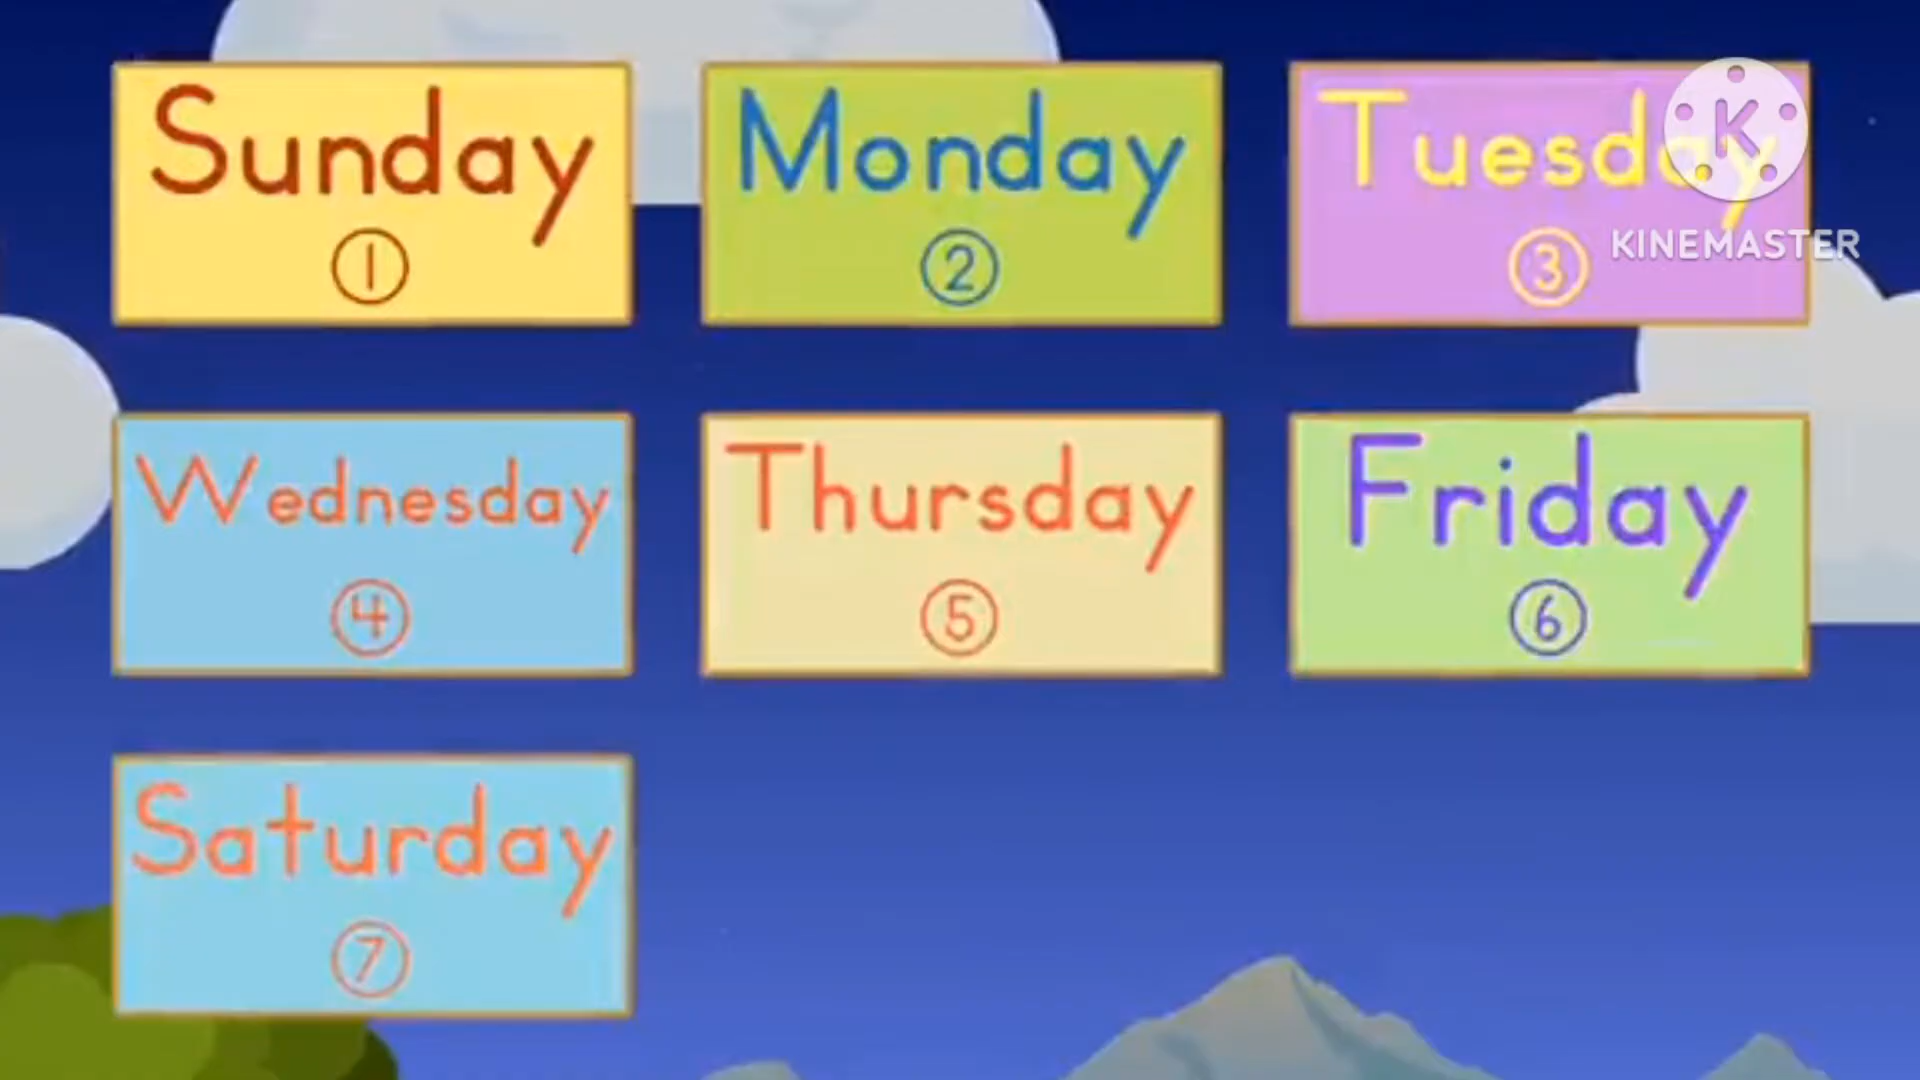 Sunday
①
Monday
②
Tuesday
③
K
KINEMASTER
Wednesday
④
Thursday
⑤
Friday
⑥
Saturday
⑦